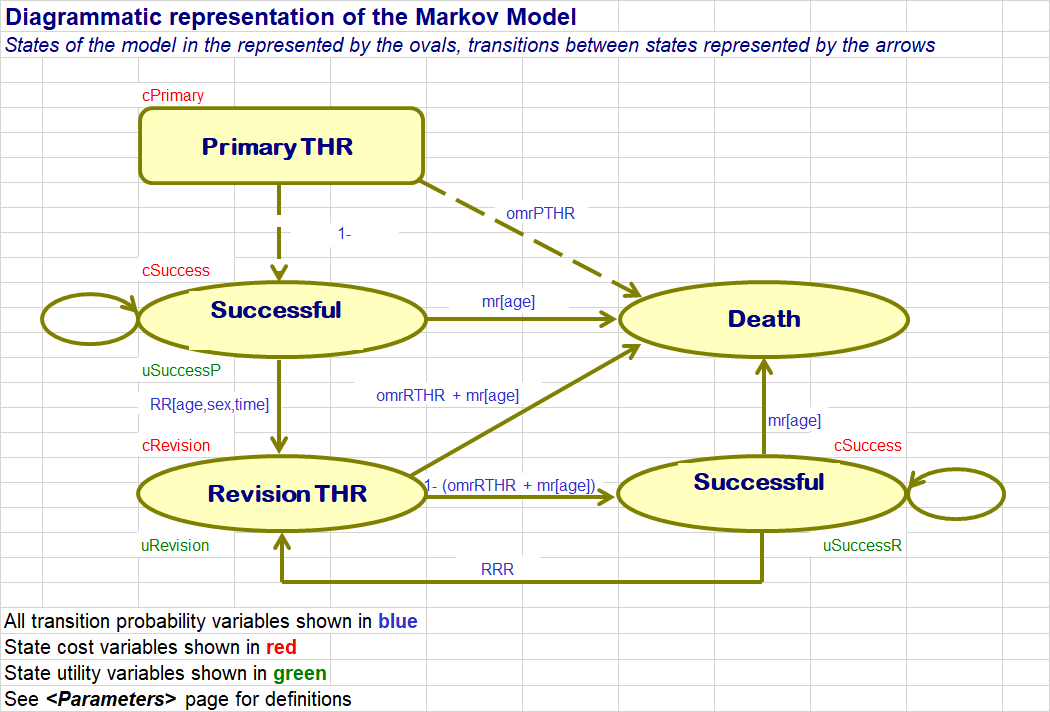 Diagrammatic representation of the Markov Model
States of the model in the represented by the ovals, transitions between states represented by the arrows
cPrimary
Primary THR
omrPTHR
1-
cSuccess
Successful
mr[age]
Death
uSuccessP
RR[age,sex,time]
omrRTHR + mr[age]
mr[age]
cRevision
cSuccess
Revision THR
1- (omrRTHR + mr[age])
Successful
uRevision
uSuccessR
RRR
All transition probability variables shown in blue
State cost variables shown in red
State utility variables shown in green
See <Parameters> page for definitions